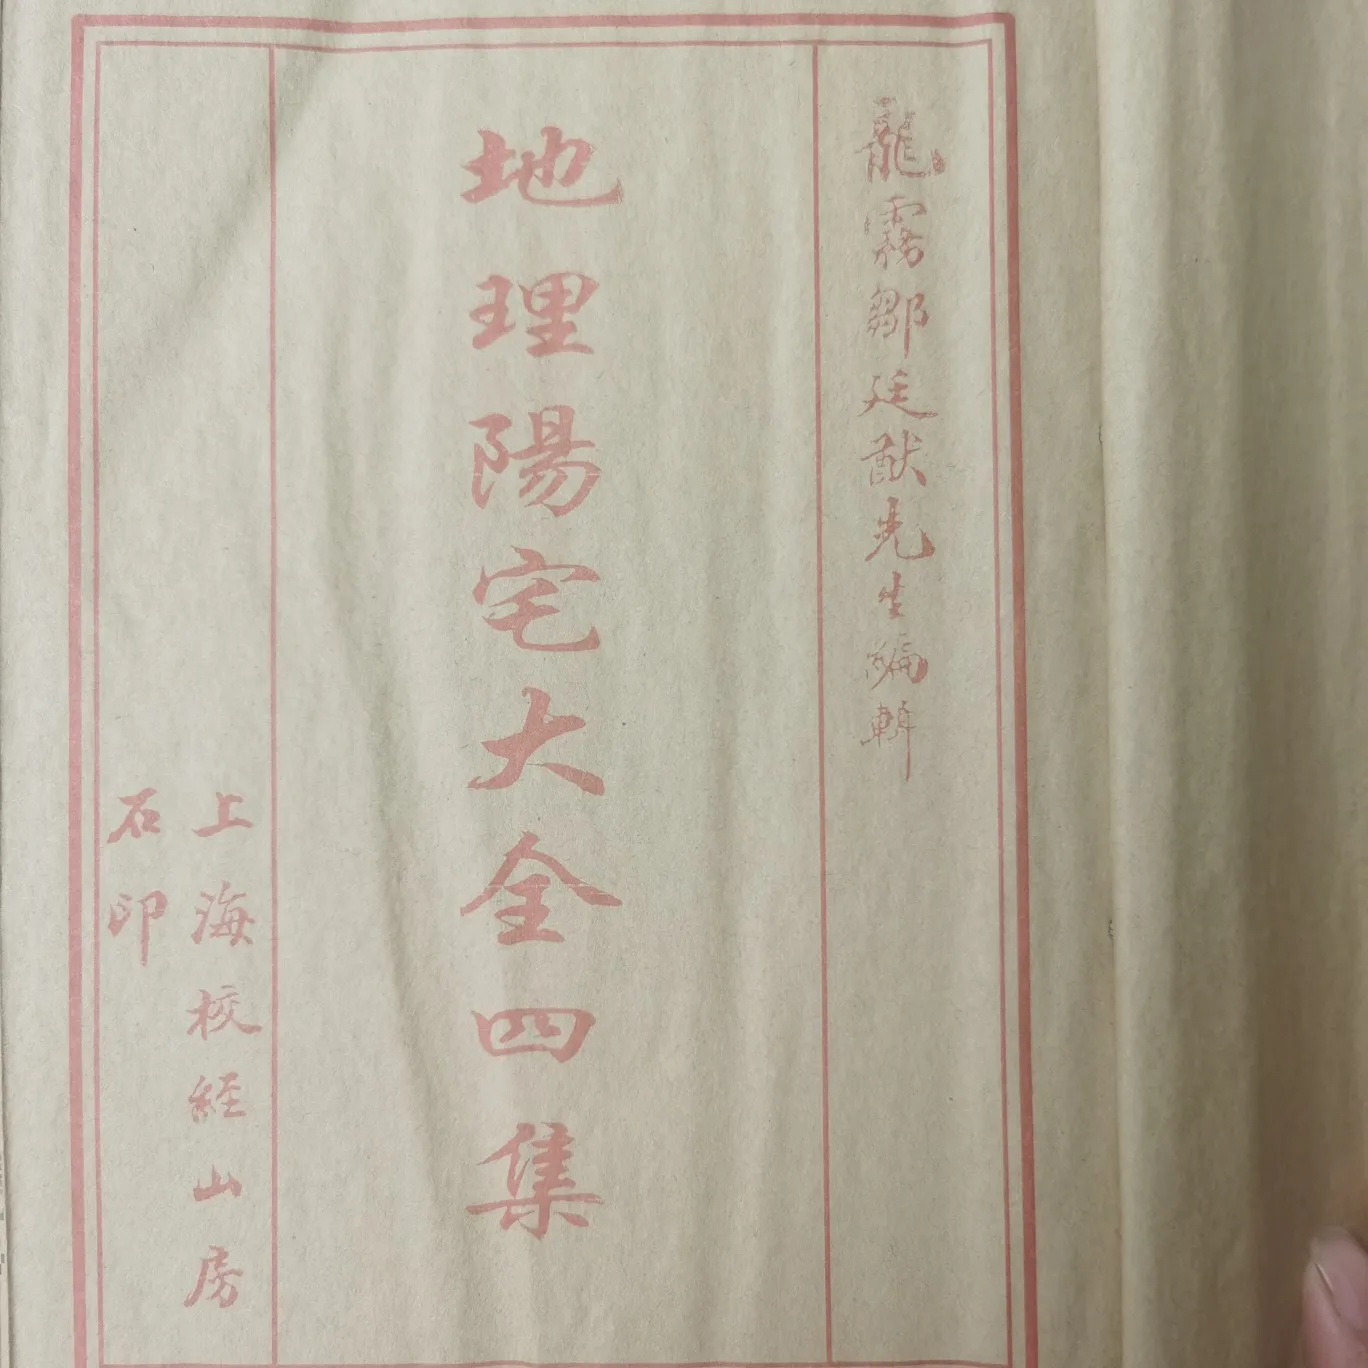 龍霧鄒廷猷先生編輯
地理陽宅大全四集
上海校經山房
石印